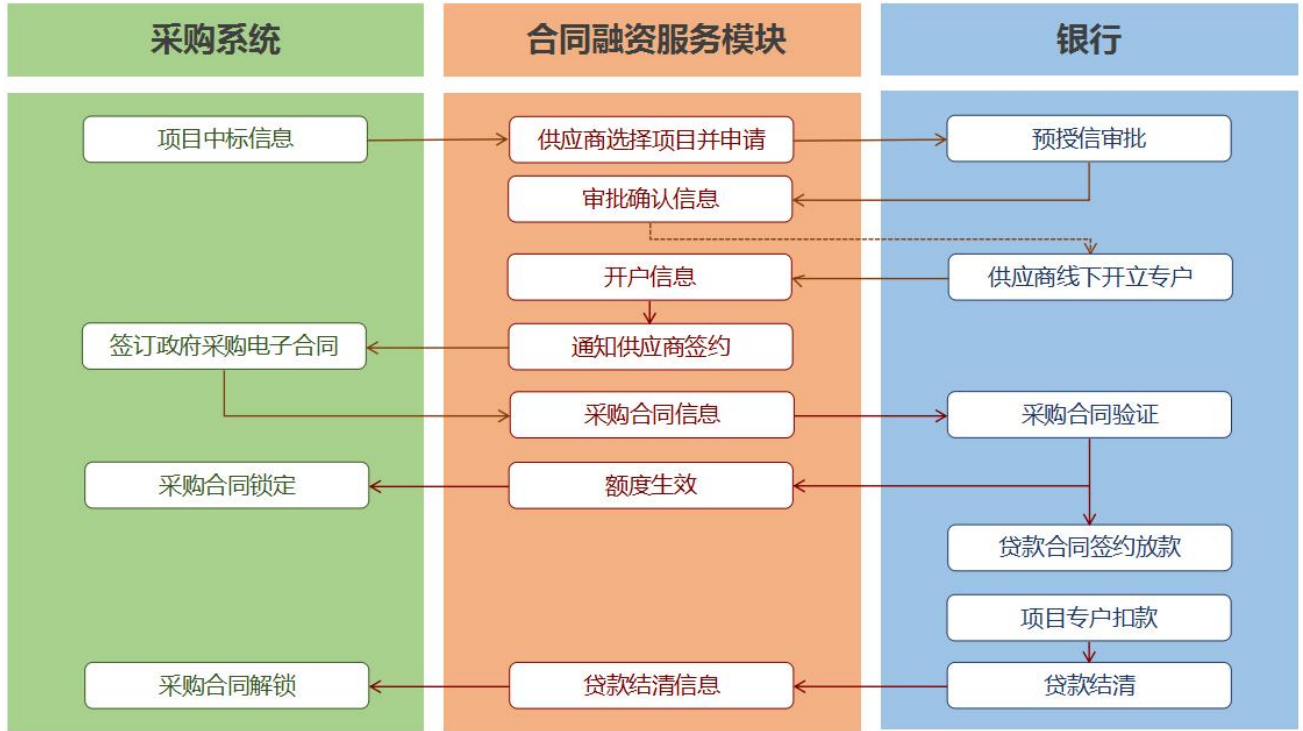 采购系统
合同融资服务模块
银行
项目中标信息
供应商选择项目并申请
预授信审批
审批确认信息
开户信息
供应商线下开立专户
签订政府采购电子合同
通知供应商签约
采购合同信息
采购合同验证
采购合同锁定
额度生效
贷款合同签约放款
项目专户扣款
采购合同解锁
贷款结清信息
贷款结清